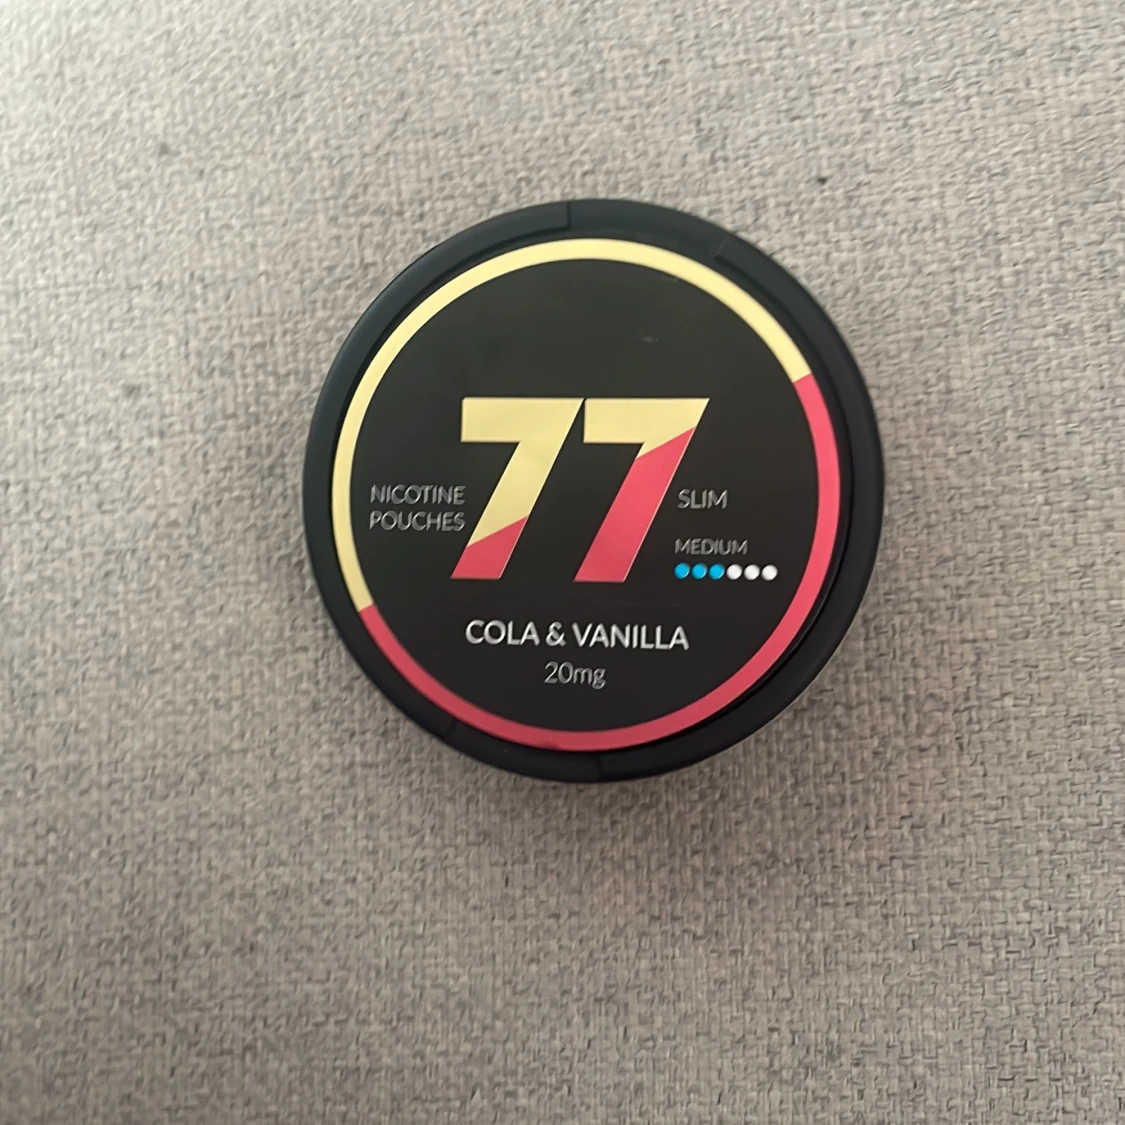 77
NICOTINE
POUCHES
SLIM
MEDIUM
COLA & VANILLA
20mg